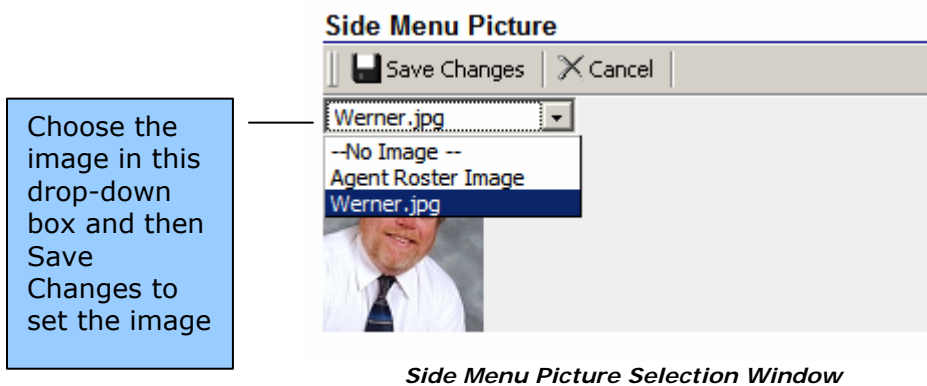 Side Menu Picture
Save Changes Cancel
Werner.jpg
--No Image --
Agent Roster Image
Werner.jpg
Choose the
image in this
drop-down
box and then
Save
Changes to
set the image
Side Menu Picture Selection Window